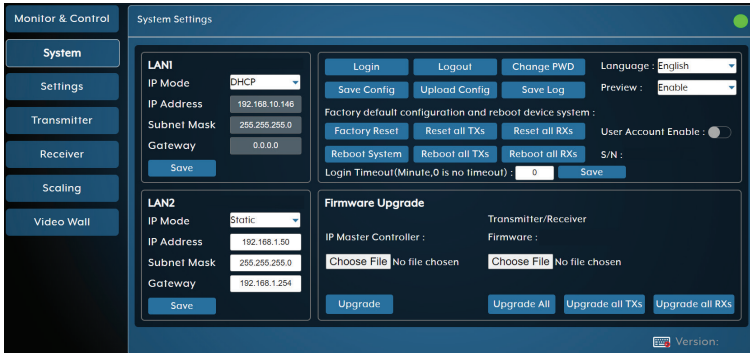 Monitor & Control
System
Settings
Transmitter
Receiver
Scaling
Video Wall
System Settings
LAN1
IP Mode DHCP
IP Address 192.168.10.146
Subnet Mask 255.255.255.0
Gateway 0.0.0.0
Save
Login Logout Change PWD Language : English
Save Config Upload Config Save Log Preview : Enable
Factory default configuration and reboot device system :
Factory Reset Reset all TXs Reset all RXs User Account Enable :
Reboot System Reboot all TXs Reboot all RXs S/N :
Login Timeout(Minute,0 is no timeout) : 0 Save
LAN2
IP Mode Static
IP Address 192.168.1.50
Subnet Mask 255.255.255.0
Gateway 192.168.1.254
Save
Firmware Upgrade
Transmitter/Receiver
IP Master Controller : Firmware :
Choose File No file chosen Choose File No file chosen
Upgrade Upgrade All Upgrade all TXs Upgrade all RXs
Version: